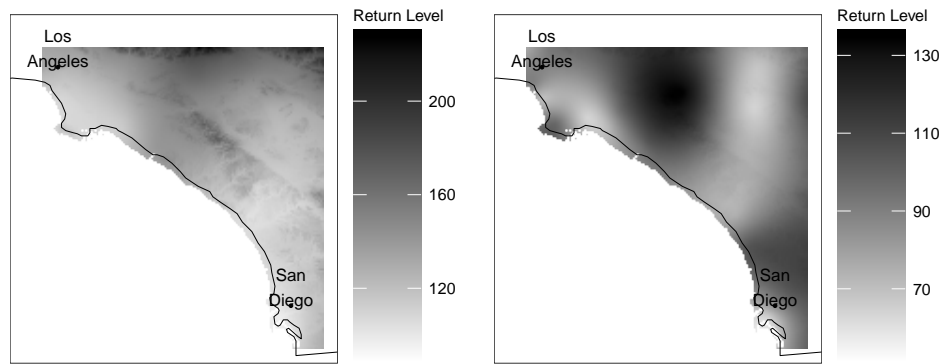 Los
Angeles
San
Diego
Return Level
200
160
120
Los
Angeles
San
Diego
Return Level
130
110
90
70